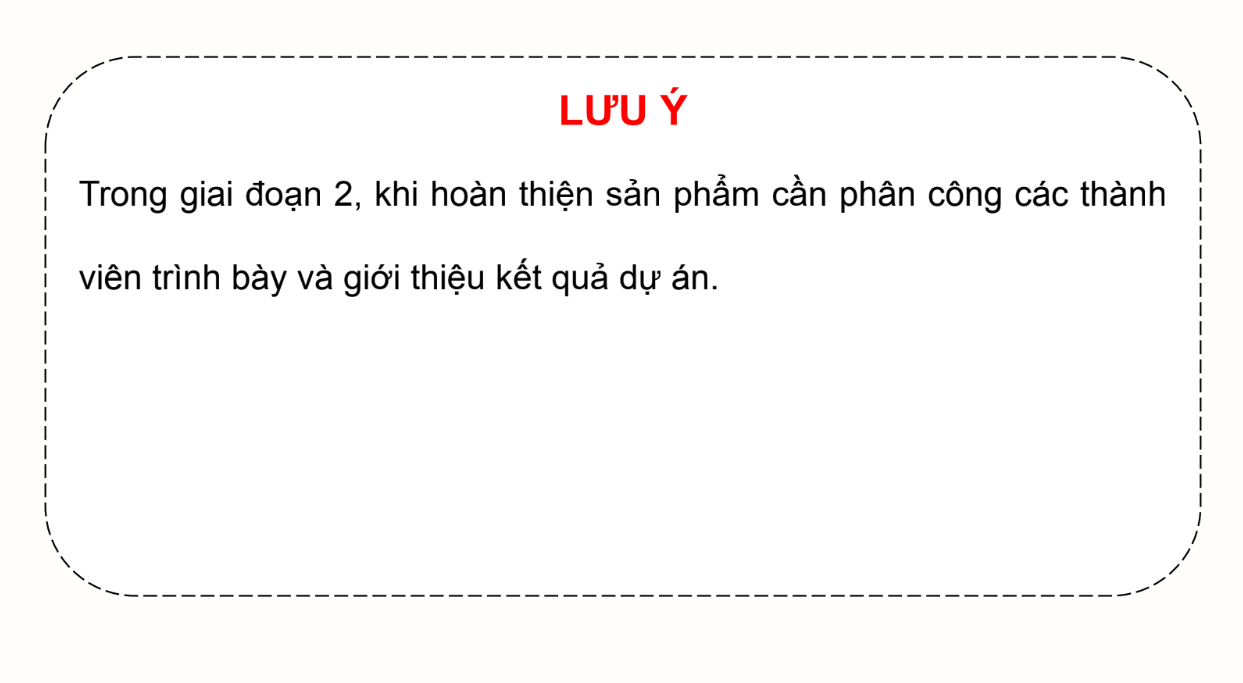 LƯU Ý
Trong giai đoạn 2, khi hoàn thiện sản phẩm cần phân công các thành
viên trình bày và giới thiệu kết quả dự án.